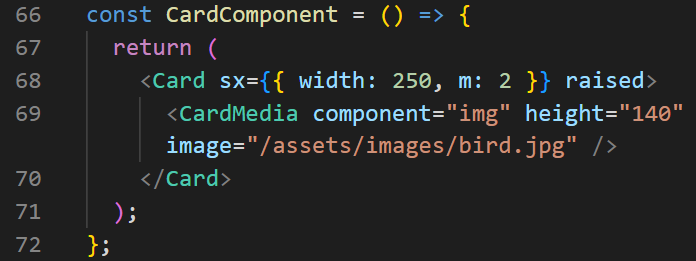 66 const CardComponent = () => {
67 return (
68 <Card sx={{ width: 250, m: 2 }} raised>
69 <CardMedia component="img" height="140"
image="/assets/images/bird.jpg" />
70 </Card>
71 );
72 };